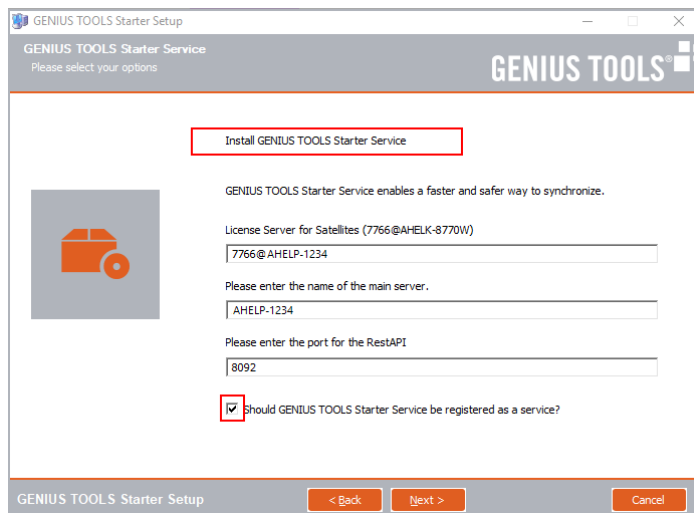 GENIUS TOOLS Starter Setup
GENIUS TOOLS Starter Service
Please select your options
GENIUS TOOLS®
Install GENIUS TOOLS Starter Service
GENIUS TOOLS Starter Service enables a faster and safer way to synchronize.
License Server for Satellites (7766@AHELK-8770W)
7766@AHELP-1234
Please enter the name of the main server.
AHELP-1234
Please enter the port for the RestAPI
8092
Should GENIUS TOOLS Starter Service be registered as a service?
GENIUS TOOLS Starter Setup
< Back
Next >
Cancel